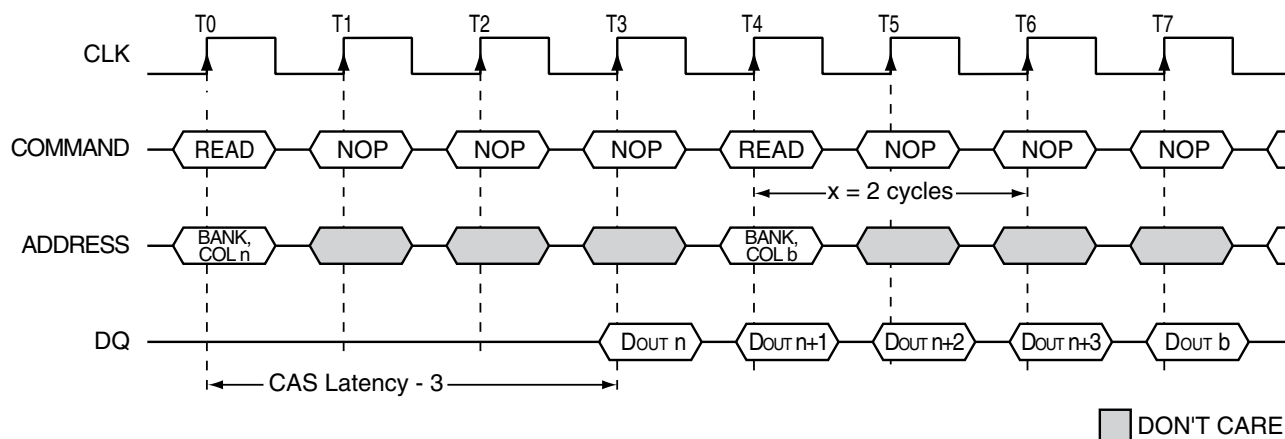 T0 T1 T2 T3 T4 T5 T6 T7
CLK
COMMAND READ NOP NOP NOP READ NOP NOP NOP
x = 2 cycles
ADDRESS BANK, COL n BANK, COL b
DQ DOUT n DOUT n+1 DOUT n+2 DOUT n+3 DOUT b
CAS Latency - 3
DON'T CARE